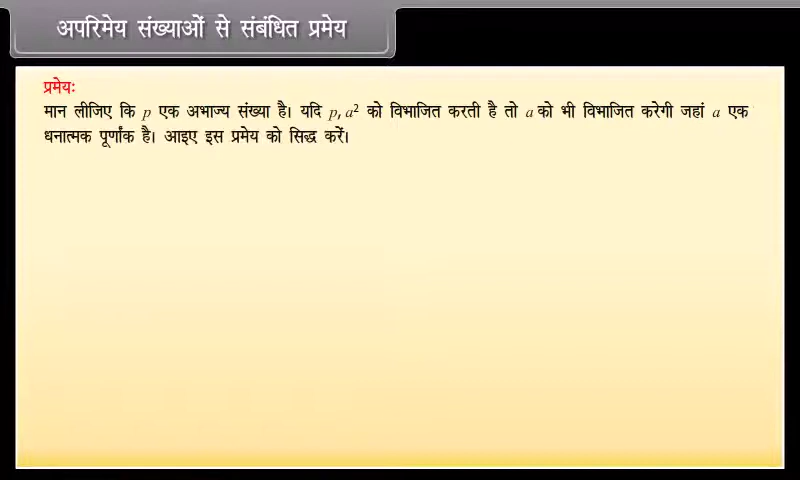 अपरिमेय संख्याओं से संबंधित प्रमेय
प्रमेयः
मान लीजिए कि p एक अभाज्य संख्या है। यदि p, a² को विभाजित करती है तो a को भी विभाजित करेगी जहां a एक
धनात्मक पूर्णांक है। आइए इस प्रमेय को सिद्ध करें।